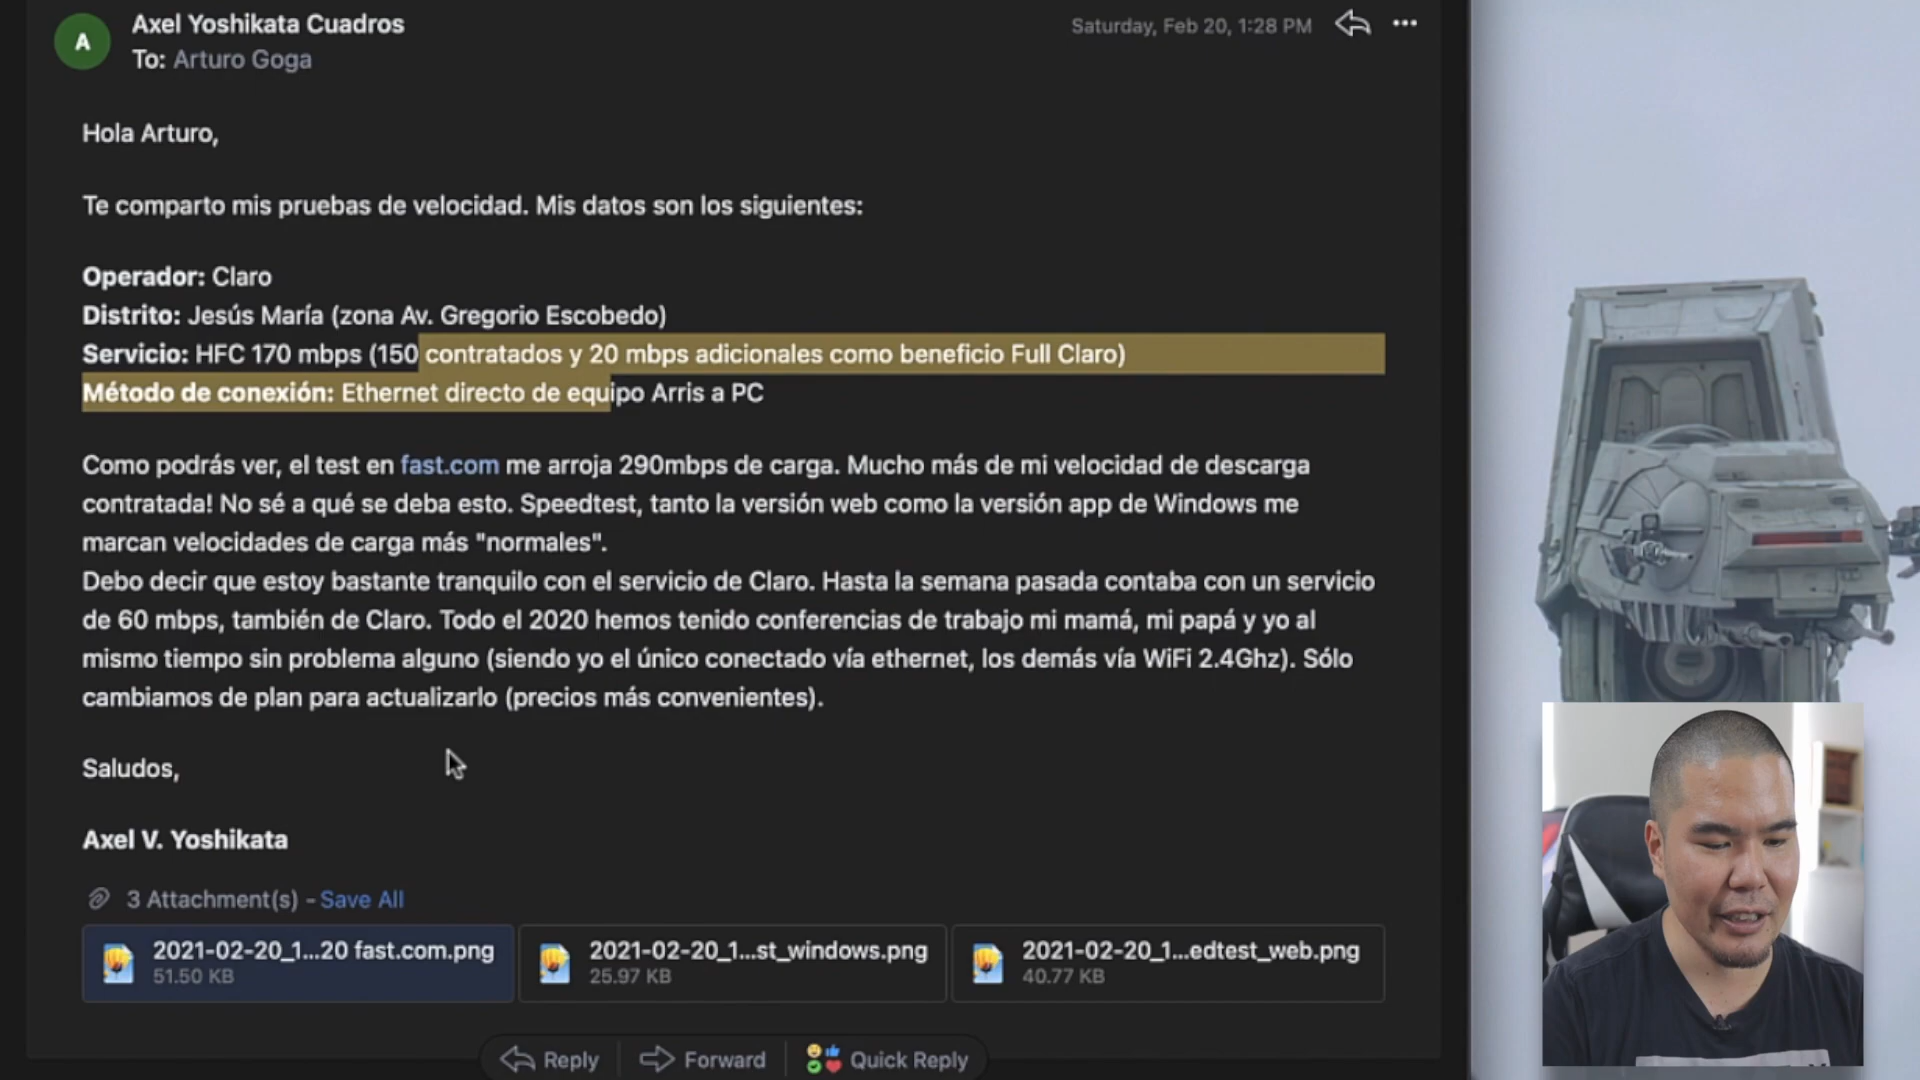 Axel Yoshikata Cuadros
Saturday, Feb 20, 1:28 PM
A
To: Arturo Goga
Hola Arturo,
Te comparto mis pruebas de velocidad. Mis datos son los siguientes:
Operador: Claro
Distrito: Jesús María (zona Av. Gregorio Escobedo)
Servicio: HFC 170 mbps (150 contratados y 20 mbps adicionales como beneficio Full Claro)
Método de conexión: Ethernet directo de equipo Arris a PC
Como podrás ver, el test en fast.com me arroja 290mbps de carga. Mucho más de mi velocidad de descarga
contratada! No sé a qué se deba esto. Speedtest, tanto la versión web como la versión app de Windows me
marcan velocidades de carga más "normales".
Debo decir que estoy bastante tranquilo con el servicio de Claro. Hasta la semana pasada contaba con un servicio
de 60 mbps, también de Claro. Todo el 2020 hemos tenido conferencias de trabajo mi mamá, mi papá y yo al
mismo tiempo sin problema alguno (siendo yo el único conectado vía ethernet, los demás vía WiFi 2.4Ghz). Sólo
cambiamos de plan para actualizarlo (precios más convenientes).
Saludos,
Axel V. Yoshikata
3 Attachment(s) - Save All
2021-02-20_1...20 fast.com.png
51.50 KB
2021-02-20_1...st_windows.png
25.97 KB
2021-02-20_1...edtest_web.png
40.77 KB
Reply
Forward
Quick Reply